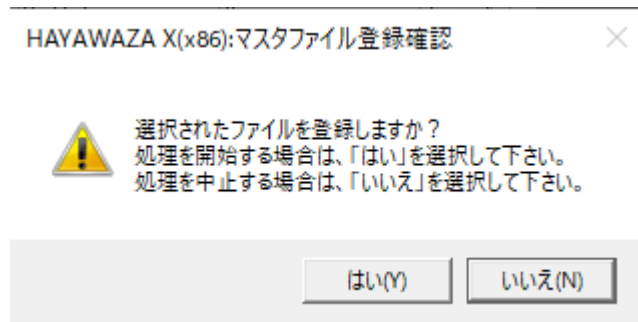 HAYAWAZA X(x86):マスタファイル登録確認
選択されたファイルを登録しますか？
処理を開始する場合は、「はい」を選択して下さい。
処理を中止する場合は、「いいえ」を選択して下さい。
はい(Y)
いいえ(N)